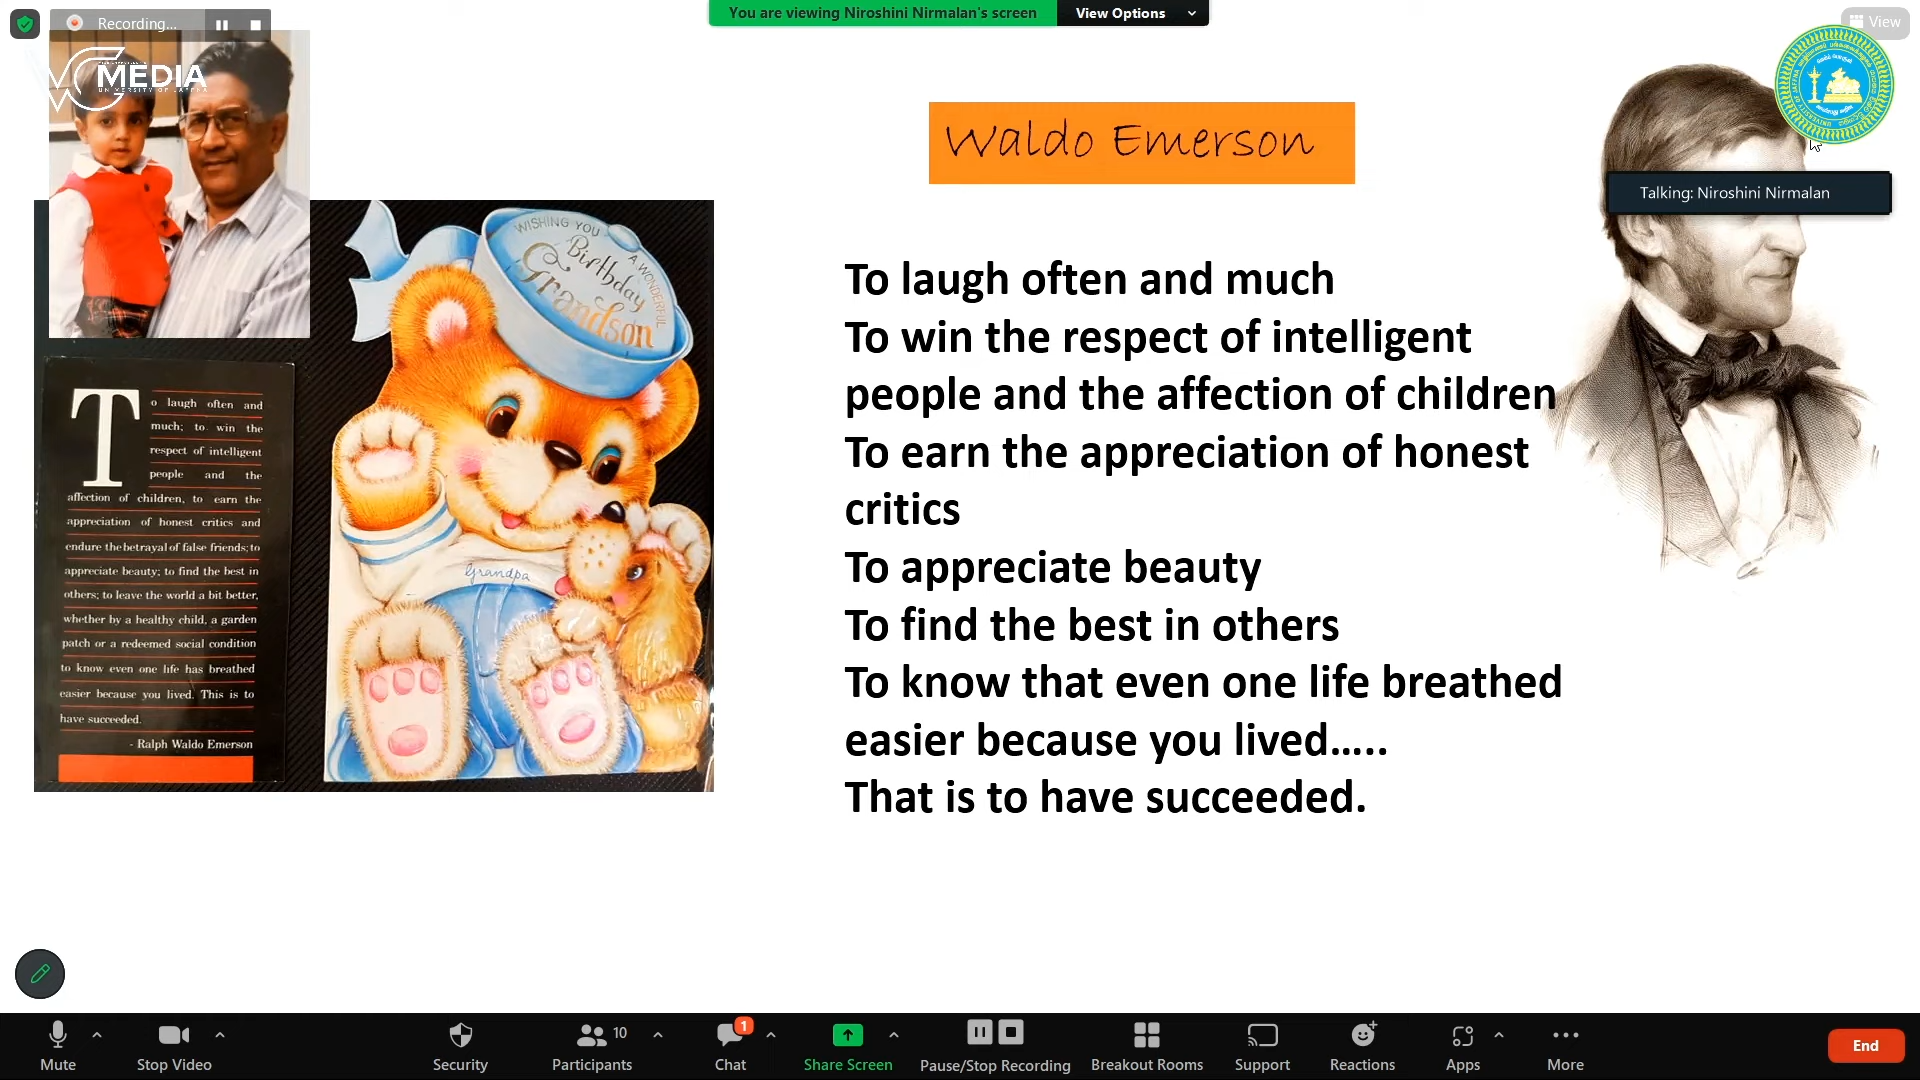 Recording...
You are viewing Niroshini Nirmalan's screen
View Options
View
MEDIA
UNIVERSITY OF JAFFNA
Waldo Emerson
Talking: Niroshini Nirmalan
WISHING YOU
A WONDERFUL
Birthday
Grandson
Grandpa
To laugh often and
much; to win the
respect of intelligent
people and the
affection of children, to earn the
appreciation of honest critics and
endure the betrayal of false friends; to
appreciate beauty; to find the best in
others; to leave the world a bit better,
whether by a healthy child, a garden
patch or a redeemed social condition
to know even one life has breathed
easier because you lived. This is to
have succeeded.
- Ralph Waldo Emerson
To laugh often and much
To win the respect of intelligent
people and the affection of children
To earn the appreciation of honest
critics
To appreciate beauty
To find the best in others
To know that even one life breathed
easier because you lived…..
That is to have succeeded.
Mute
Stop Video
Security
Participants
10
Chat
1
Share Screen
Pause/Stop Recording
Breakout Rooms
Support
Reactions
Apps
More
End